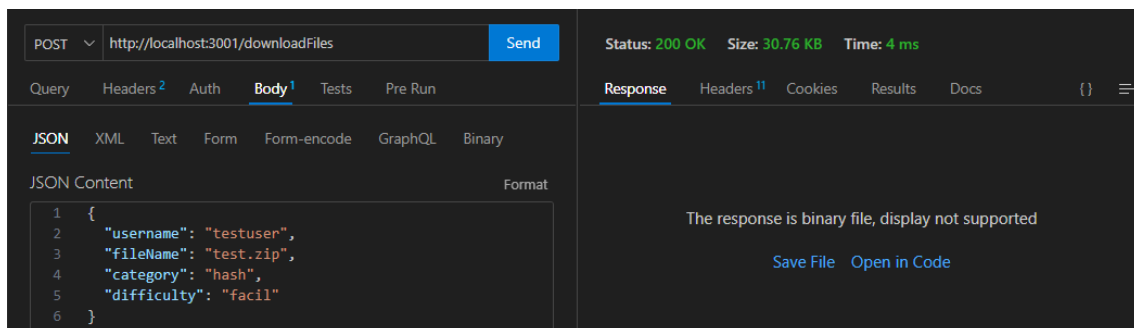 POST http://localhost:3001/downloadFiles Send
Query Headers 2 Auth Body 1 Tests Pre Run
JSON XML Text Form Form-encode GraphQL Binary
JSON Content Format
1 {
2 "username": "testuser",
3 "fileName": "test.zip",
4 "category": "hash",
5 "difficulty": "facil"
6 }
Status: 200 OK Size: 30.76 KB Time: 4 ms
Response Headers 11 Cookies Results Docs { }
The response is binary file, display not supported
Save File Open in Code